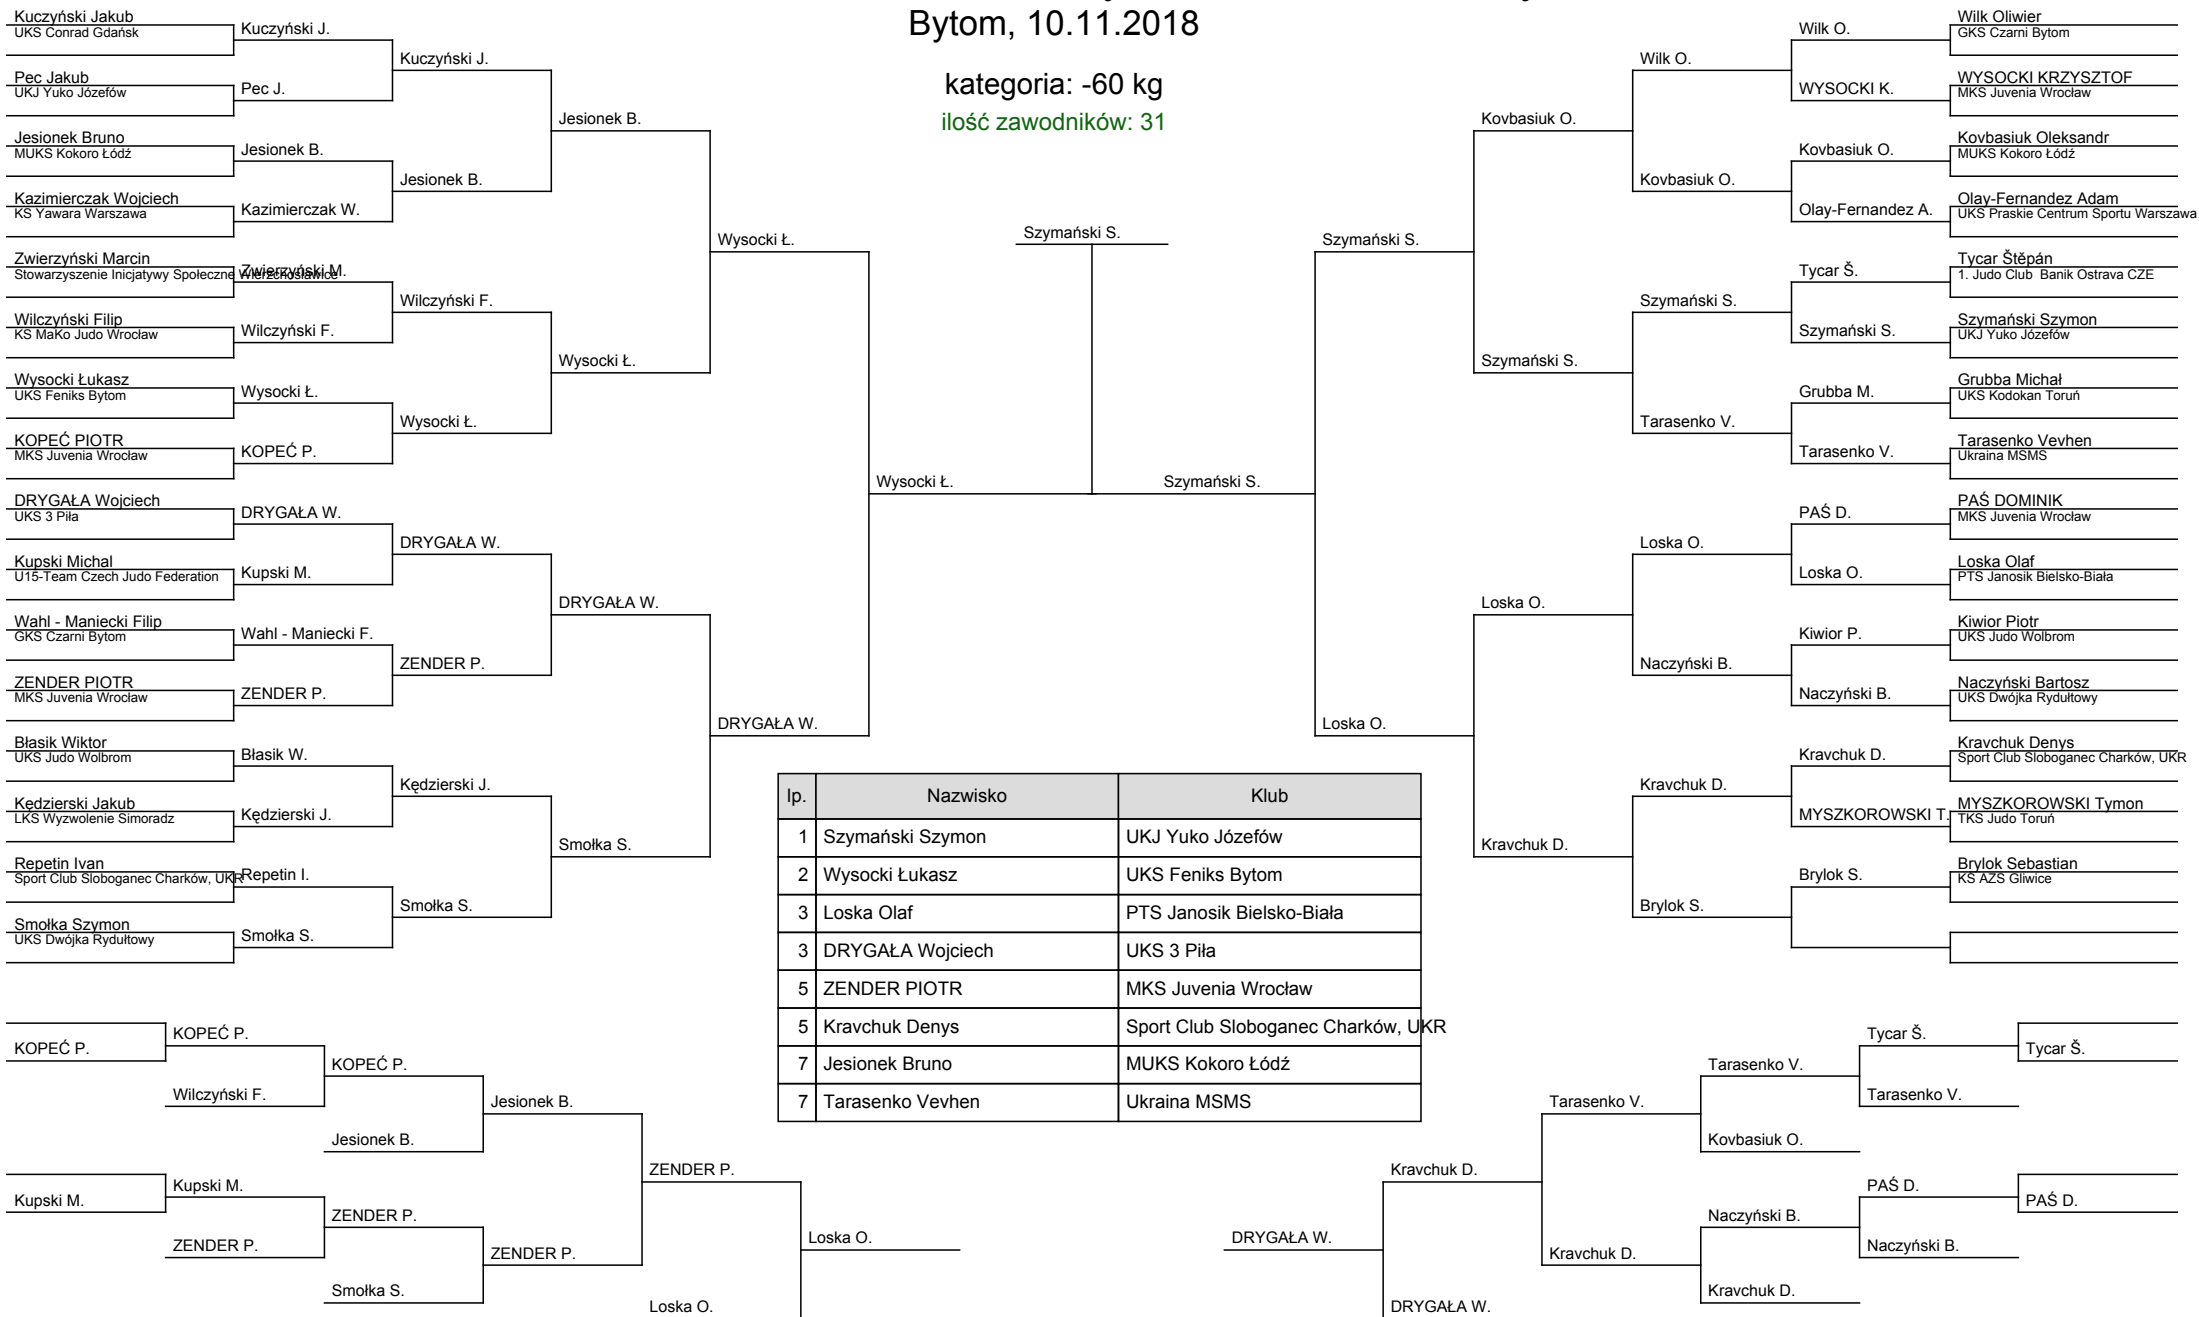 Bytom, 10.11.2018
kategoria: -60 kg
ilość zawodników: 31
Kuczyński Jakub
UKS Conrad Gdańsk
Pec Jakub
UKJ Yuko Józefów
Jesionek Bruno
MUKS Kokoro Łódź
Kazimierczak Wojciech
KS Yawara Warszawa
Zwierzyński Marcin
Stowarzyszenie Inicjatywy Społeczne Wierzchosławice
Wilczyński Filip
KS MaKo Judo Wrocław
Wysocki Łukasz
UKS Feniks Bytom
KOPEĆ PIOTR
MKS Juvenia Wrocław
DRYGAŁA Wojciech
UKS 3 Piła
Kupski Michal
U15-Team Czech Judo Federation
Wahl - Maniecki Filip
GKS Czarni Bytom
ZENDER PIOTR
MKS Juvenia Wrocław
Błasik Wiktor
UKS Judo Wolbrom
Kędzierski Jakub
LKS Wyzwolenie Simoradz
Repetin Ivan
Sport Club Sloboganec Charków, UKR
Smołka Szymon
UKS Dwójka Rydułtowy
Kuczyński J.
Pec J.
Jesionek B.
Kazimierczak W.
Zwierzyński M.
Wilczyński F.
Wysocki Ł.
KOPEĆ P.
DRYGAŁA W.
Kupski M.
Wahl - Maniecki F.
ZENDER P.
Błasik W.
Kędzierski J.
Repetin I.
Smołka S.
Kuczyński J.
Jesionek B.
Wilczyński F.
Wysocki Ł.
DRYGAŁA W.
ZENDER P.
Kędzierski J.
Smołka S.
Jesionek B.
Wysocki Ł.
DRYGAŁA W.
Smołka S.
Wysocki Ł.
DRYGAŁA W.
Wysocki Ł.
Szymański S.
Szymański S.
Szymański S.
Loska O.
Kovbasiuk O.
Szymański S.
Loska O.
Kravchuk D.
Wilk O.
Kovbasiuk O.
Szymański S.
Tarasenko V.
Loska O.
Naczyński B.
Kravchuk D.
Brylok S.
Wilk O.
WYSOCKI K.
Kovbasiuk O.
Olay-Fernandez A.
Tycar Š.
Szymański S.
Grubba M.
Tarasenko V.
PAŚ D.
Loska O.
Kiwior P.
Naczyński B.
Kravchuk D.
MYSZKOROWSKI T.
Brylok S.
Wilk Oliwier
GKS Czarni Bytom
WYSOCKI KRZYSZTOF
MKS Juvenia Wrocław
Kovbasiuk Oleksandr
MUKS Kokoro Łódź
Olay-Fernandez Adam
UKS Praskie Centrum Sportu Warszawa
Tycar Štěpán
1. Judo Club Banik Ostrava CZE
Szymański Szymon
UKJ Yuko Józefów
Grubba Michał
UKS Kodokan Toruń
Tarasenko Vevhen
Ukraina MSMS
PAŚ DOMINIK
MKS Juvenia Wrocław
Loska Olaf
PTS Janosik Bielsko-Biała
Kiwior Piotr
UKS Judo Wolbrom
Naczyński Bartosz
UKS Dwójka Rydułtowy
Kravchuk Denys
Sport Club Sloboganec Charków, UKR
MYSZKOROWSKI Tymon
TKS Judo Toruń
Brylok Sebastian
KS AZS Gliwice
lp. Nazwisko Klub
1 Szymański Szymon UKJ Yuko Józefów
2 Wysocki Łukasz UKS Feniks Bytom
3 Loska Olaf PTS Janosik Bielsko-Biała
3 DRYGAŁA Wojciech UKS 3 Piła
5 ZENDER PIOTR MKS Juvenia Wrocław
5 Kravchuk Denys Sport Club Sloboganec Charków, UKR
7 Jesionek Bruno MUKS Kokoro Łódź
7 Tarasenko Vevhen Ukraina MSMS
KOPEĆ P.
Kupski M.
KOPEĆ P.
Wilczyński F.
Kupski M.
ZENDER P.
KOPEĆ P.
Jesionek B.
ZENDER P.
Smołka S.
Jesionek B.
ZENDER P.
ZENDER P.
Loska O.
Loska O.
DRYGAŁA W.
Kravchuk D.
DRYGAŁA W.
Tarasenko V.
Kravchuk D.
Tarasenko V.
Kovbasiuk O.
Naczyński B.
Kravchuk D.
Tycar Š.
Tarasenko V.
PAŚ D.
Naczyński B.
Tycar Š.
PAŚ D.